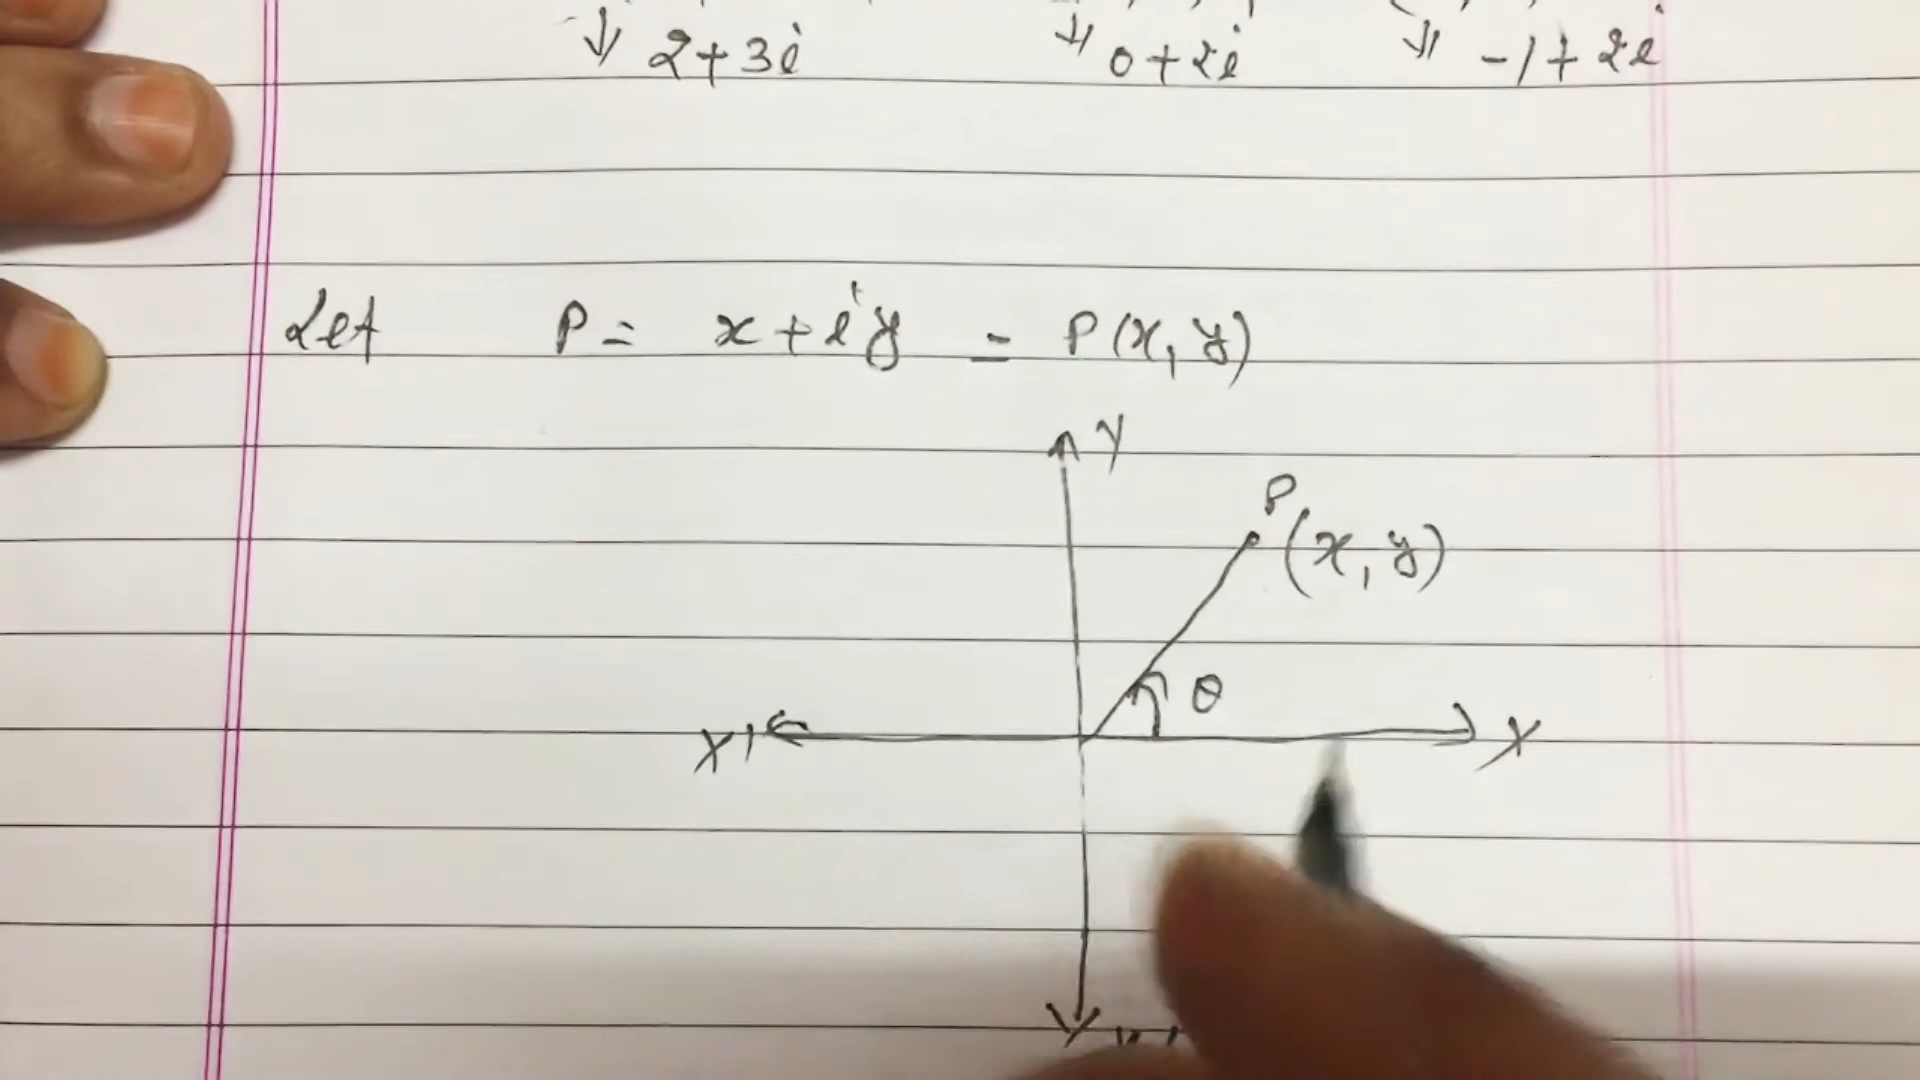 ⇓ 2+3i ⇓ 0+2i ⇓ -1+2i
Let P = x+iy = P(x, y)
Y
P
(x, y)
θ
X' X